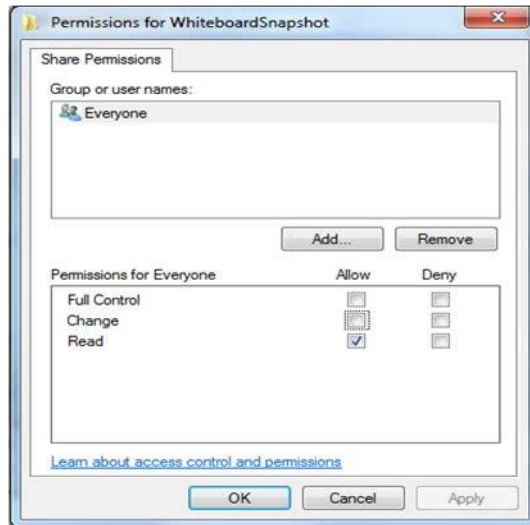 Permissions for WhiteboardSnapshot
Share Permissions
Group or user names:
Everyone
Add... Remove
Permissions for Everyone Allow Deny
Full Control
Change
Read
Learn about access control and permissions
OK Cancel Apply